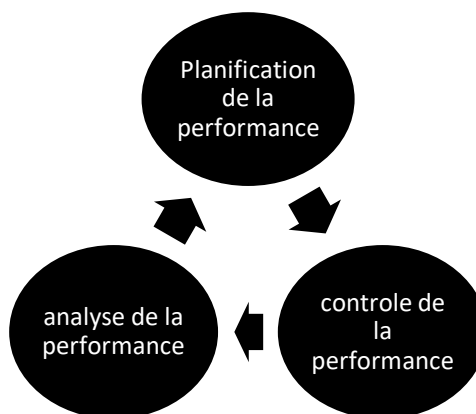 Planification
de la
performance
analyse de la
performance
controle de
la
performance